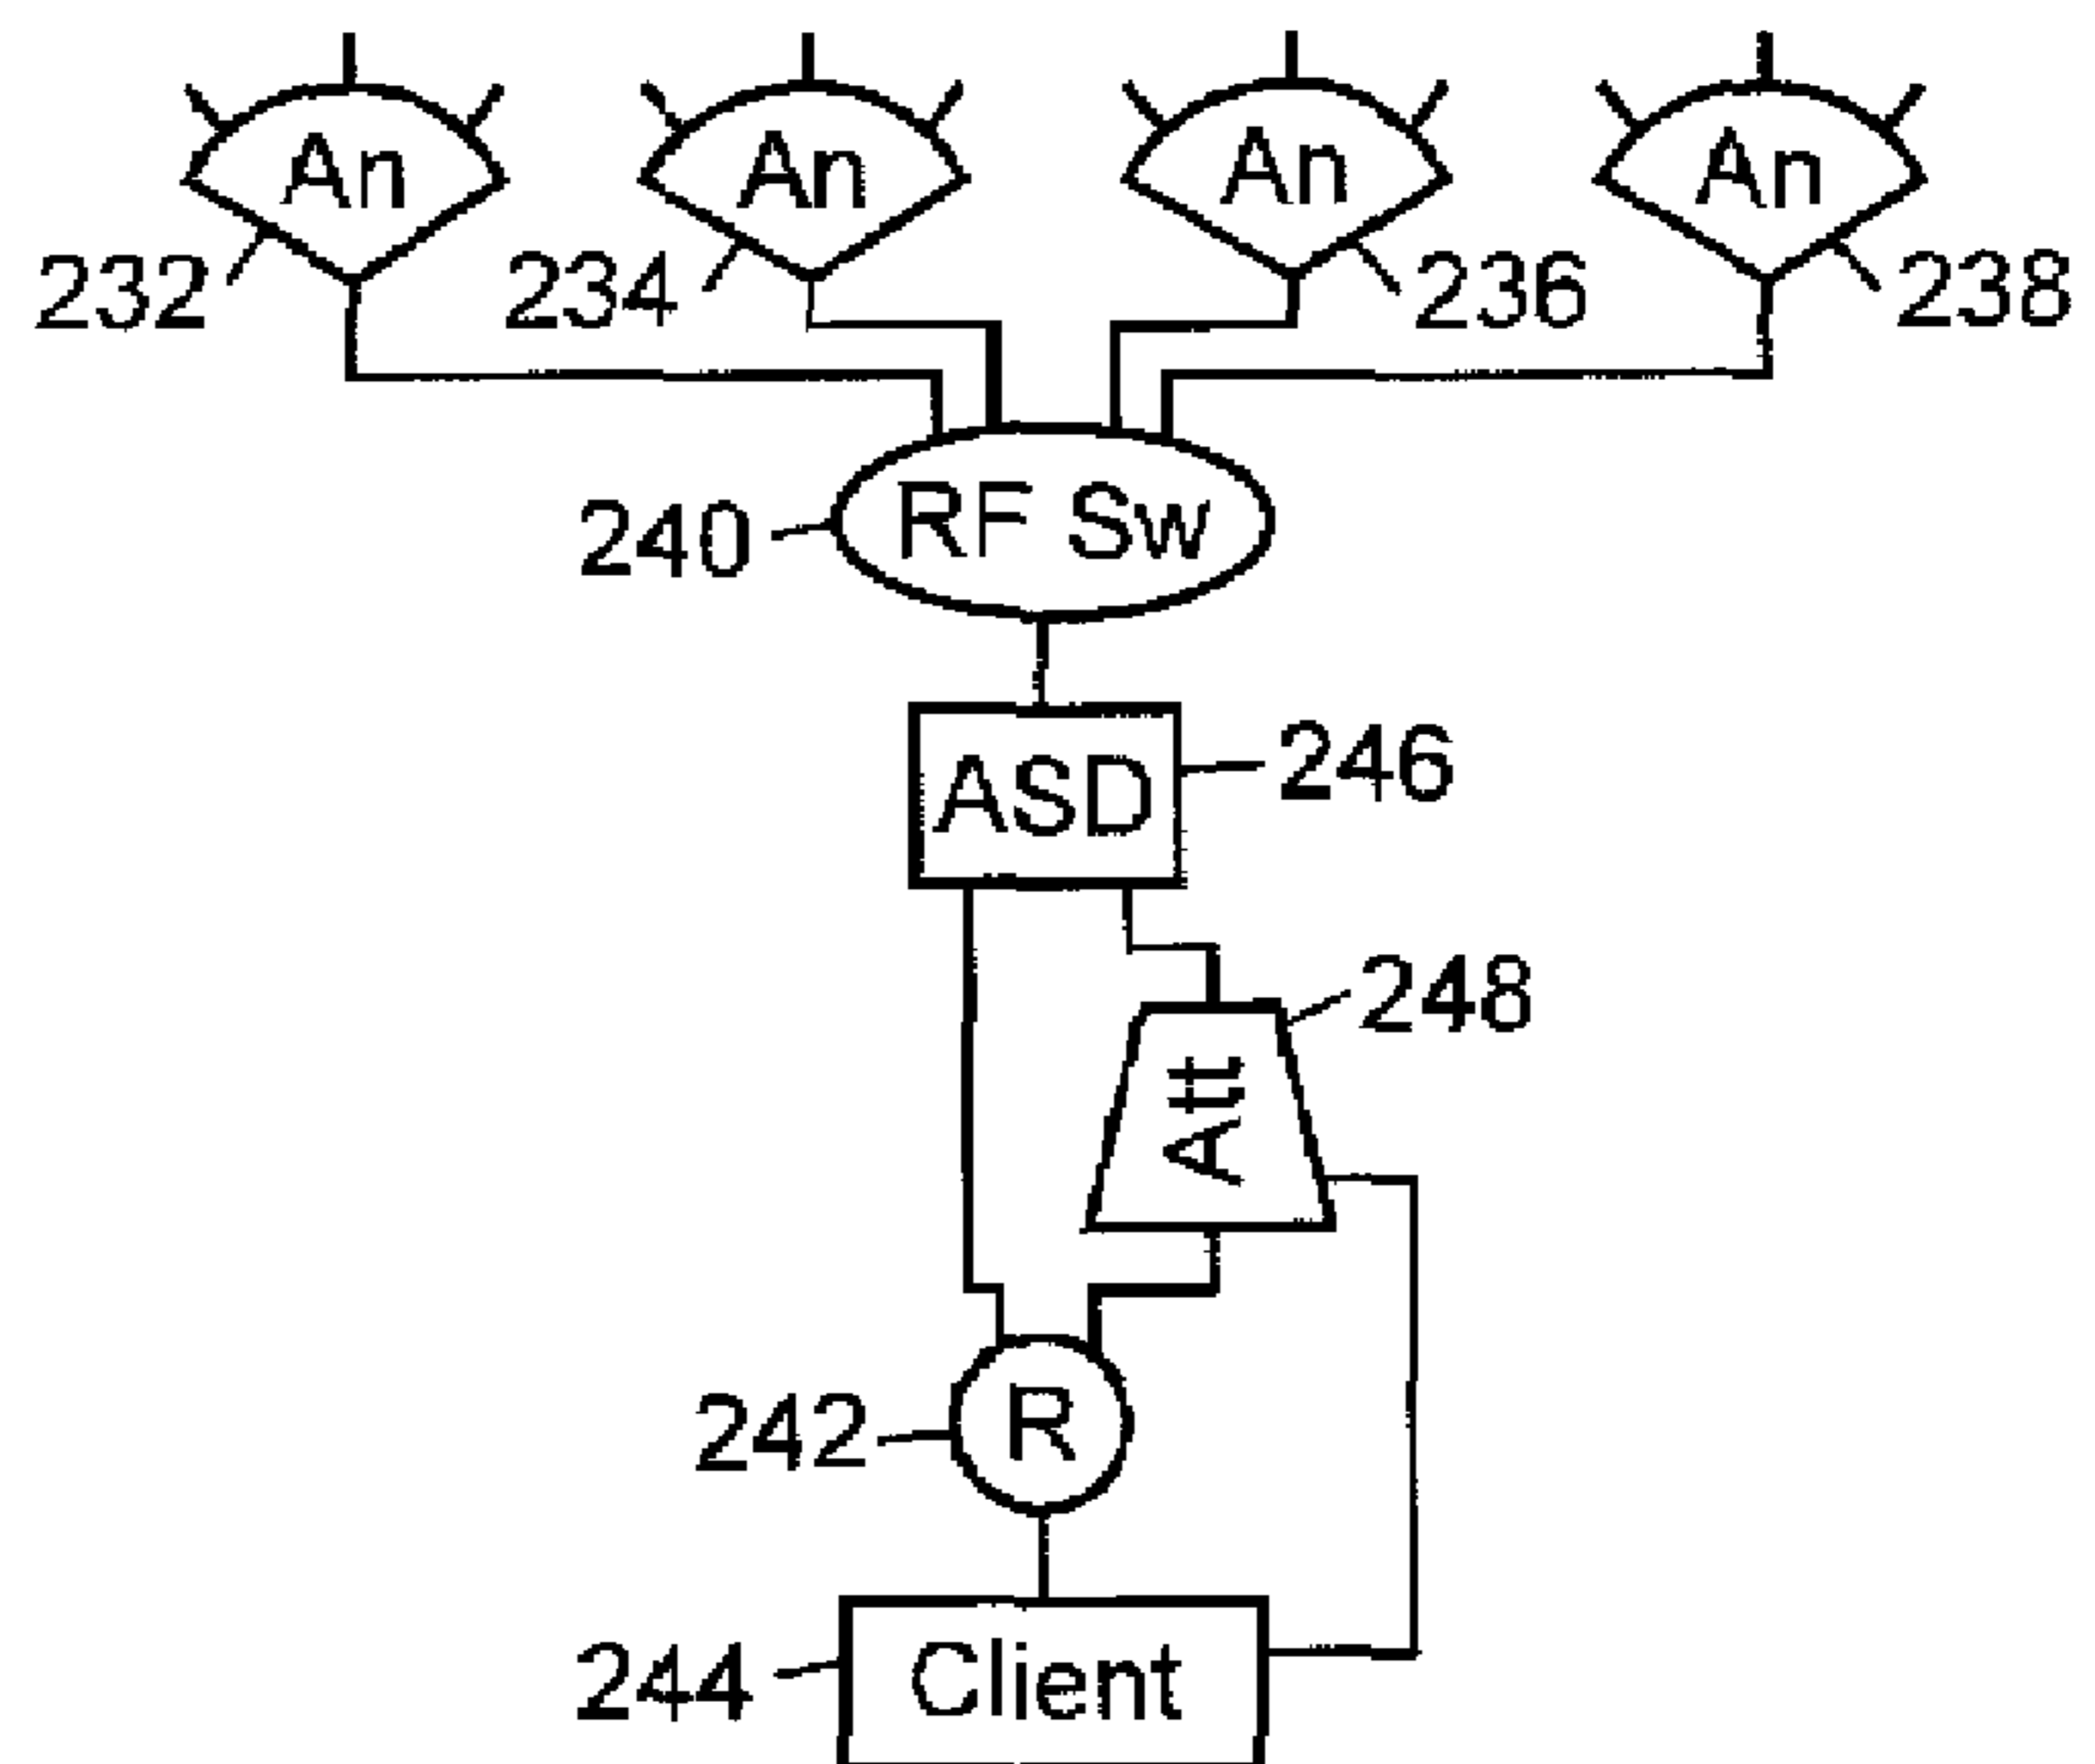 An An An An
232 234 236 238
RF Sw
240
ASD
246
248
Att
242
R
244
Client